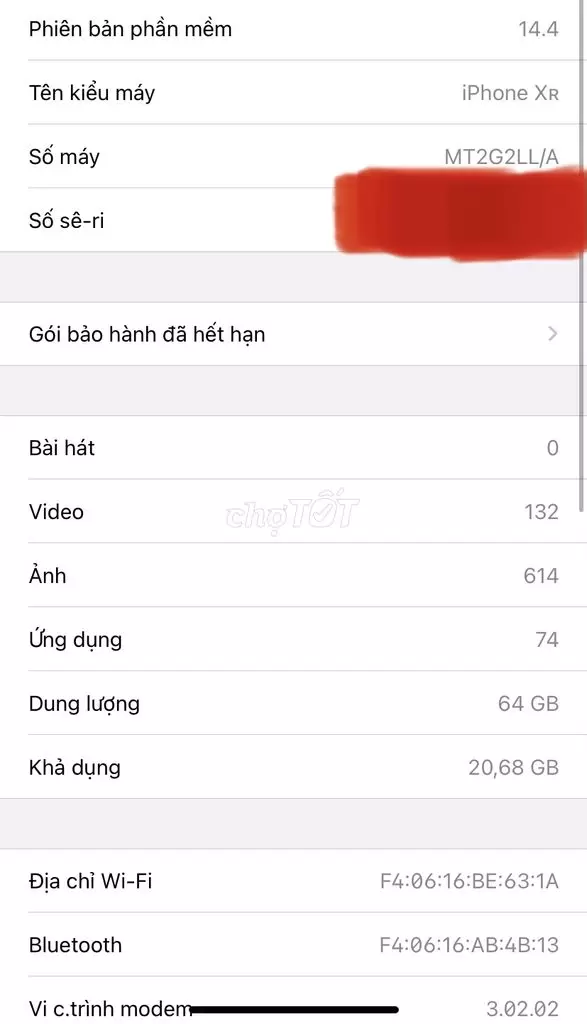 Phiên bản phần mềm 14.4
Tên kiểu máy iPhone XR
Số máy MT2G2LL/A
Số sê-ri
Gói bảo hành đã hết hạn
Bài hát 0
Video 132
chợTỐT
Ảnh 614
Ứng dụng 74
Dung lượng 64 GB
Khả dụng 20,68 GB
Địa chỉ Wi-Fi F4:06:16:BE:63:1A
Bluetooth F4:06:16:AB:4B:13
Vi c.trình modem 3.02.02